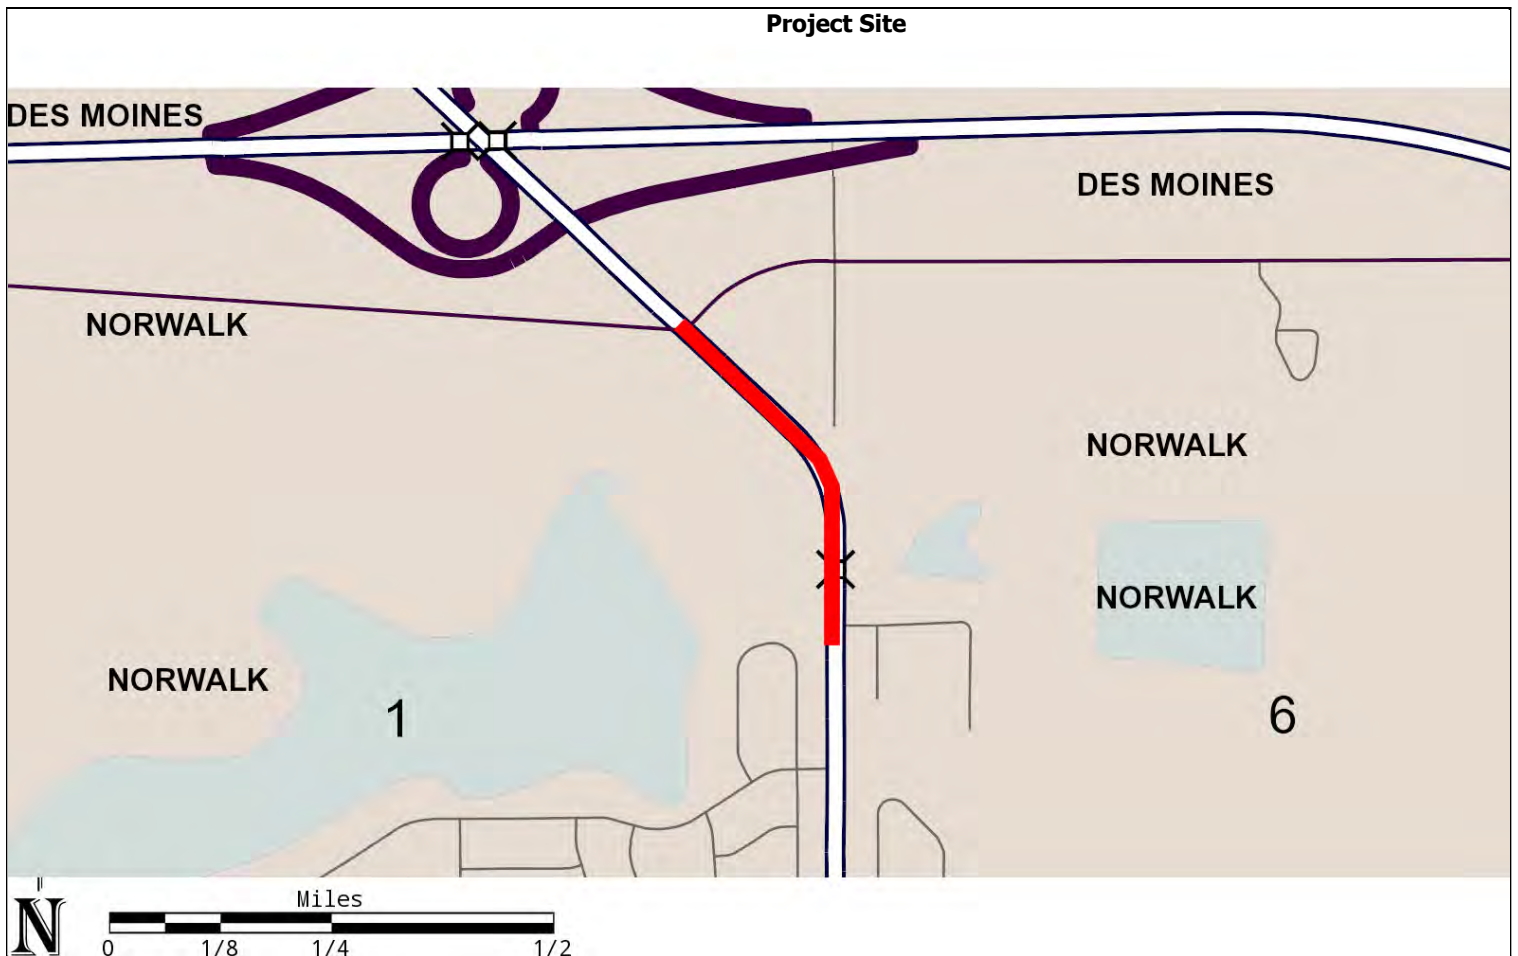 Project Site
DES MOINES
DES MOINES
NORWALK
NORWALK
NORWALK
NORWALK
1
6
N
Miles
0 1/8 1/4 1/2